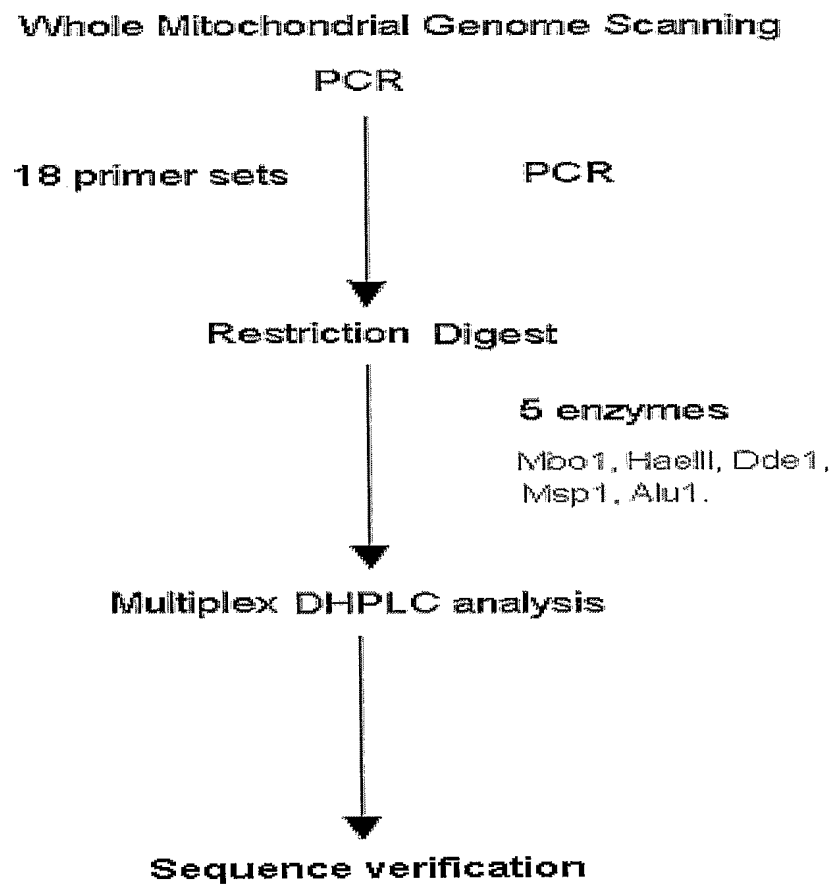 Whole Mitochondrial Genome Scanning
PCR
18 primer sets
PCR
Restriction Digest
5 enzymes
Mbo1, HaeIII, Dde1,
Msp1, Alu1.
Multiplex DHPLC analysis
Sequence verification